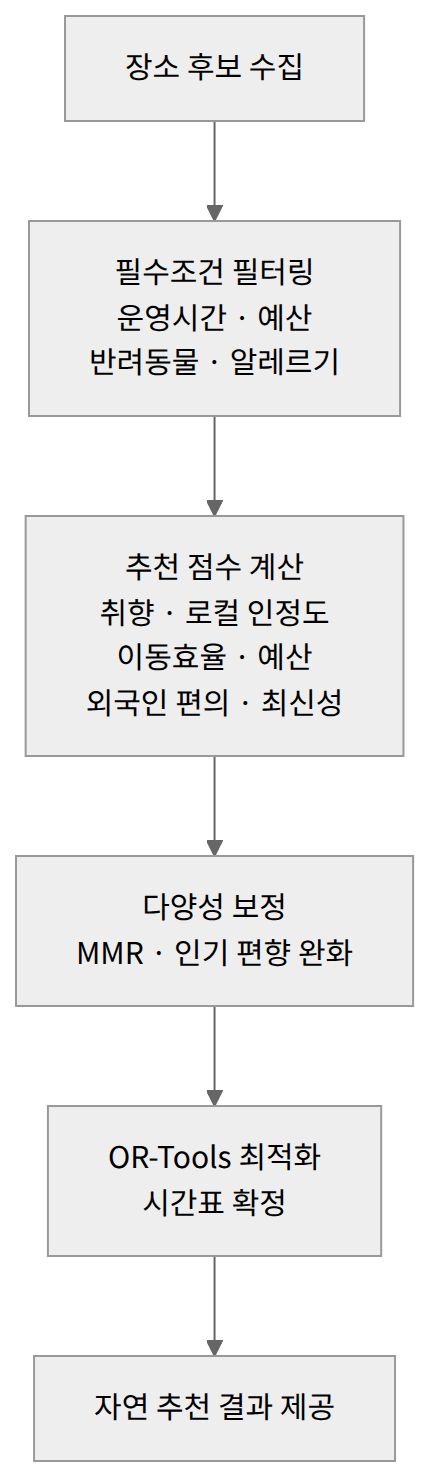 장소 후보 수집
필수조건 필터링
운영시간 · 예산
반려동물 · 알레르기
추천 점수 계산
취향 · 로컬 인정도
이동효율 · 예산
외국인 편의 · 최신성
다양성 보정
MMR · 인기 편향 완화
OR-Tools 최적화
시간표 확정
자연 추천 결과 제공